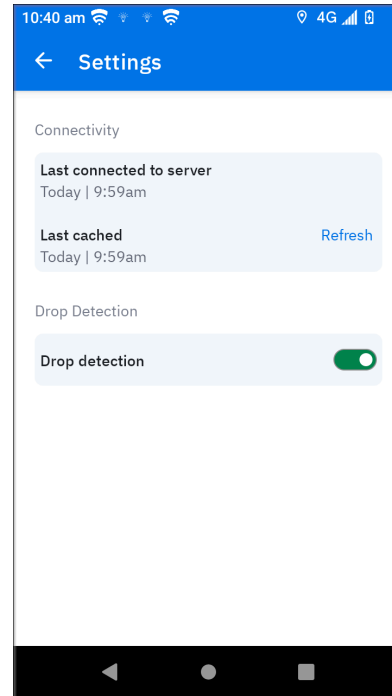 10:40 am 4G
Settings
Connectivity
Last connected to server
Today | 9:59am
Last cached Refresh
Today | 9:59am
Drop Detection
Drop detection